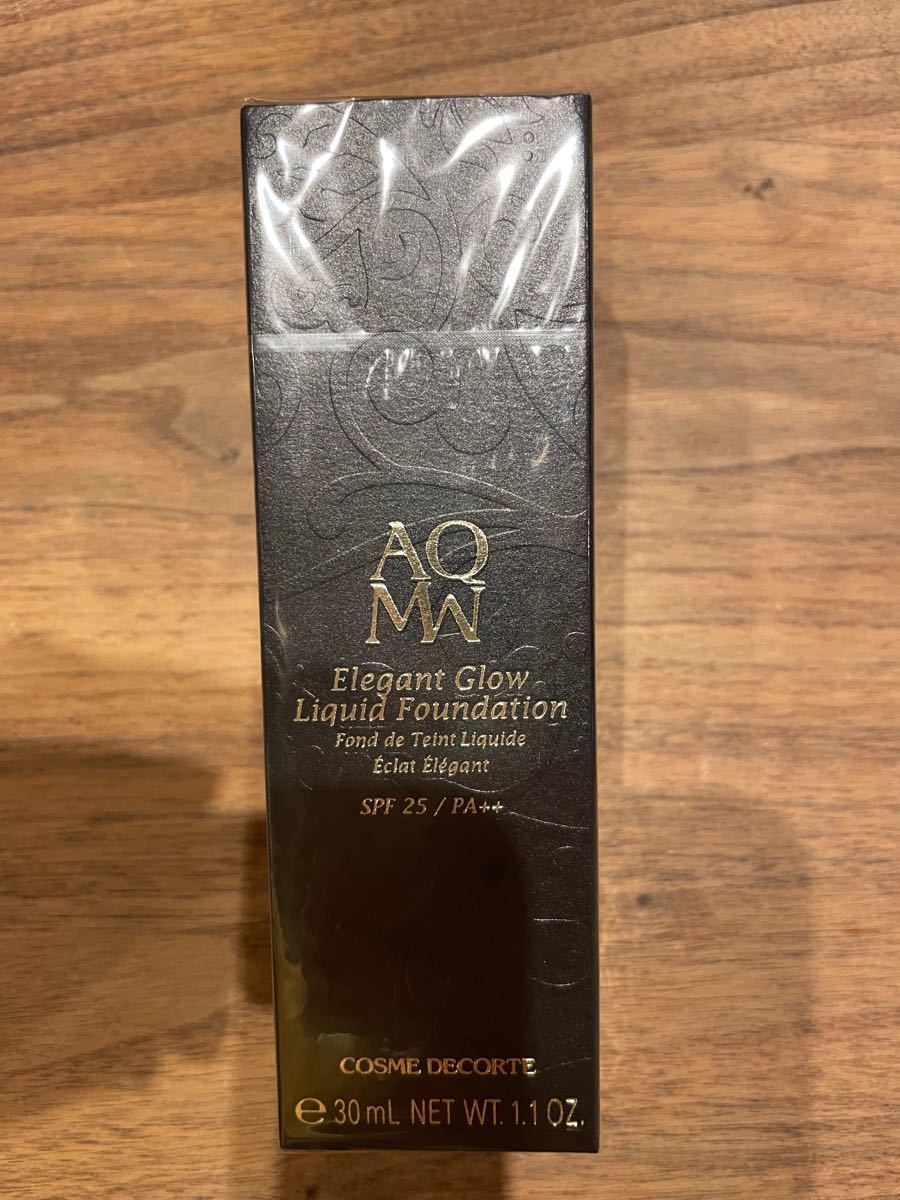 AQ
MW
Elegant Glow
Liquid Foundation
Fond de Teint Liquide
Éclat Élégant
SPF 25 / PA++
COSME DECORTE
℮ 30 mL NET WT. 1.1 OZ.